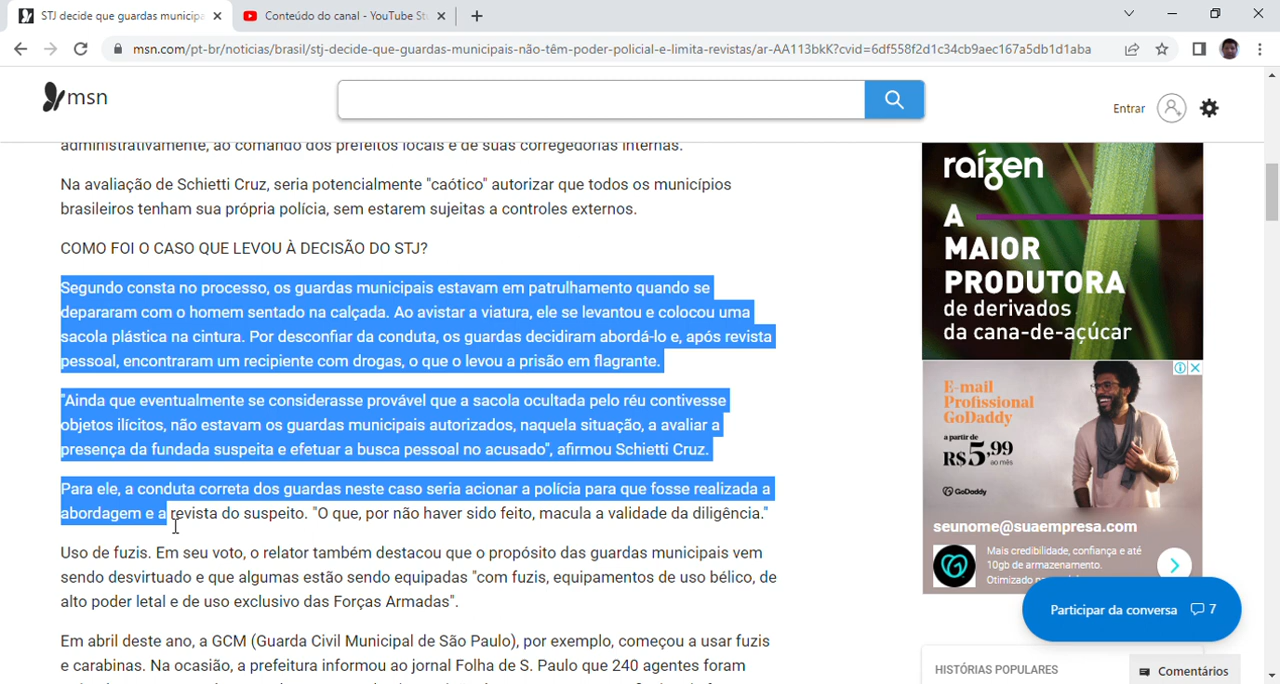 STJ decide que guardas municipa
Conteúdo do canal - YouTube St
msn.com/pt-br/noticias/brasil/stj-decide-que-guardas-municipais-não-têm-poder-policial-e-limita-revistas/ar-AA113bkK?cvid=6df558f2d1c34cb9aec167a5db1d1aba
msn
Entrar
administrativamente, ao comando dos prefeitos locais e de suas corregedorias internas.
Na avaliação de Schietti Cruz, seria potencialmente "caótico" autorizar que todos os municípios
brasileiros tenham sua própria polícia, sem estarem sujeitas a controles externos.
COMO FOI O CASO QUE LEVOU À DECISÃO DO STJ?
Segundo consta no processo, os guardas municipais estavam em patrulhamento quando se
depararam com o homem sentado na calçada. Ao avistar a viatura, ele se levantou e colocou uma
sacola plástica na cintura. Por desconfiar da conduta, os guardas decidiram abordá-lo e, após revista
pessoal, encontraram um recipiente com drogas, o que o levou a prisão em flagrante.
"Ainda que eventualmente se considerasse provável que a sacola ocultada pelo réu contivesse
objetos ilícitos, não estavam os guardas municipais autorizados, naquela situação, a avaliar a
presença da fundada suspeita e efetuar a busca pessoal no acusado", afirmou Schietti Cruz.
Para ele, a conduta correta dos guardas neste caso seria acionar a polícia para que fosse realizada a
abordagem e a revista do suspeito. "O que, por não haver sido feito, macula a validade da diligência."
Uso de fuzis. Em seu voto, o relator também destacou que o propósito das guardas municipais vem
sendo desvirtuado e que algumas estão sendo equipadas "com fuzis, equipamentos de uso bélico, de
alto poder letal e de uso exclusivo das Forças Armadas".
Em abril deste ano, a GCM (Guarda Civil Municipal de São Paulo), por exemplo, começou a usar fuzis
e carabinas. Na ocasião, a prefeitura informou ao jornal Folha de S. Paulo que 240 agentes foram
raízen
A
MAIOR
PRODUTORA
de derivados
da cana-de-açúcar
E-mail
Profissional
GoDaddy
a partir de
R$5,99
ao mês
GoDaddy
seunome@suaempresa.com
Mais credibilidade, confiança e até
10gb de armazenamento.
Otimizado
Participar da conversa 7
HISTÓRIAS POPULARES
Comentários